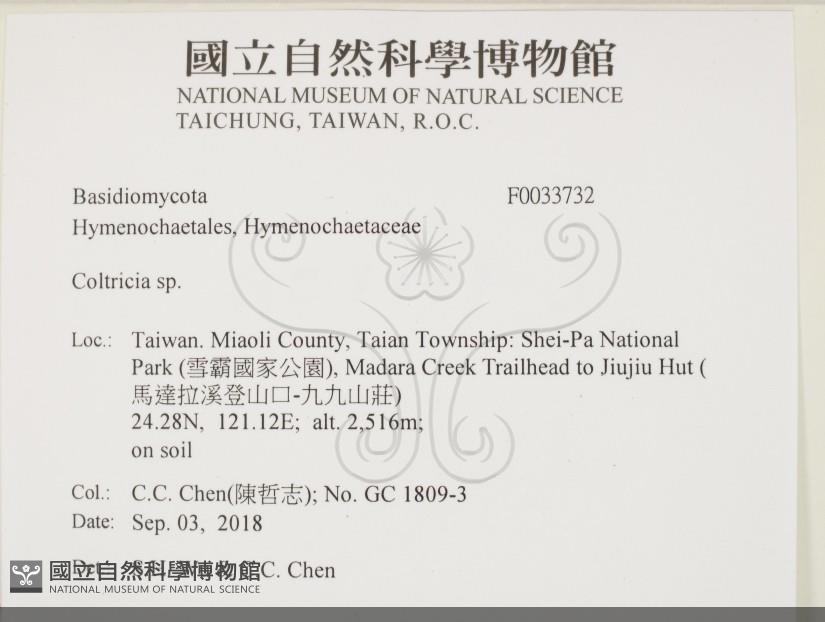 國立自然科學博物館
NATIONAL MUSEUM OF NATURAL SCIENCE
TAICHUNG, TAIWAN, R.O.C.
Basidiomycota F0033732
Hymenochaetales, Hymenochaetaceae
Coltricia sp.
Loc.: Taiwan. Miaoli County, Taian Township: Shei-Pa National
Park (雪霸國家公園), Madara Creek Trailhead to Jiujiu Hut (
馬達拉溪登山口-九九山莊)
24.28N, 121.12E; alt. 2,516m;
on soil
Col.: C.C. Chen(陳哲志); No. GC 1809-3
Date: Sep. 03, 2018
C. Chen
國立自然科學博物館
NATIONAL MUSEUM OF NATURAL SCIENCE